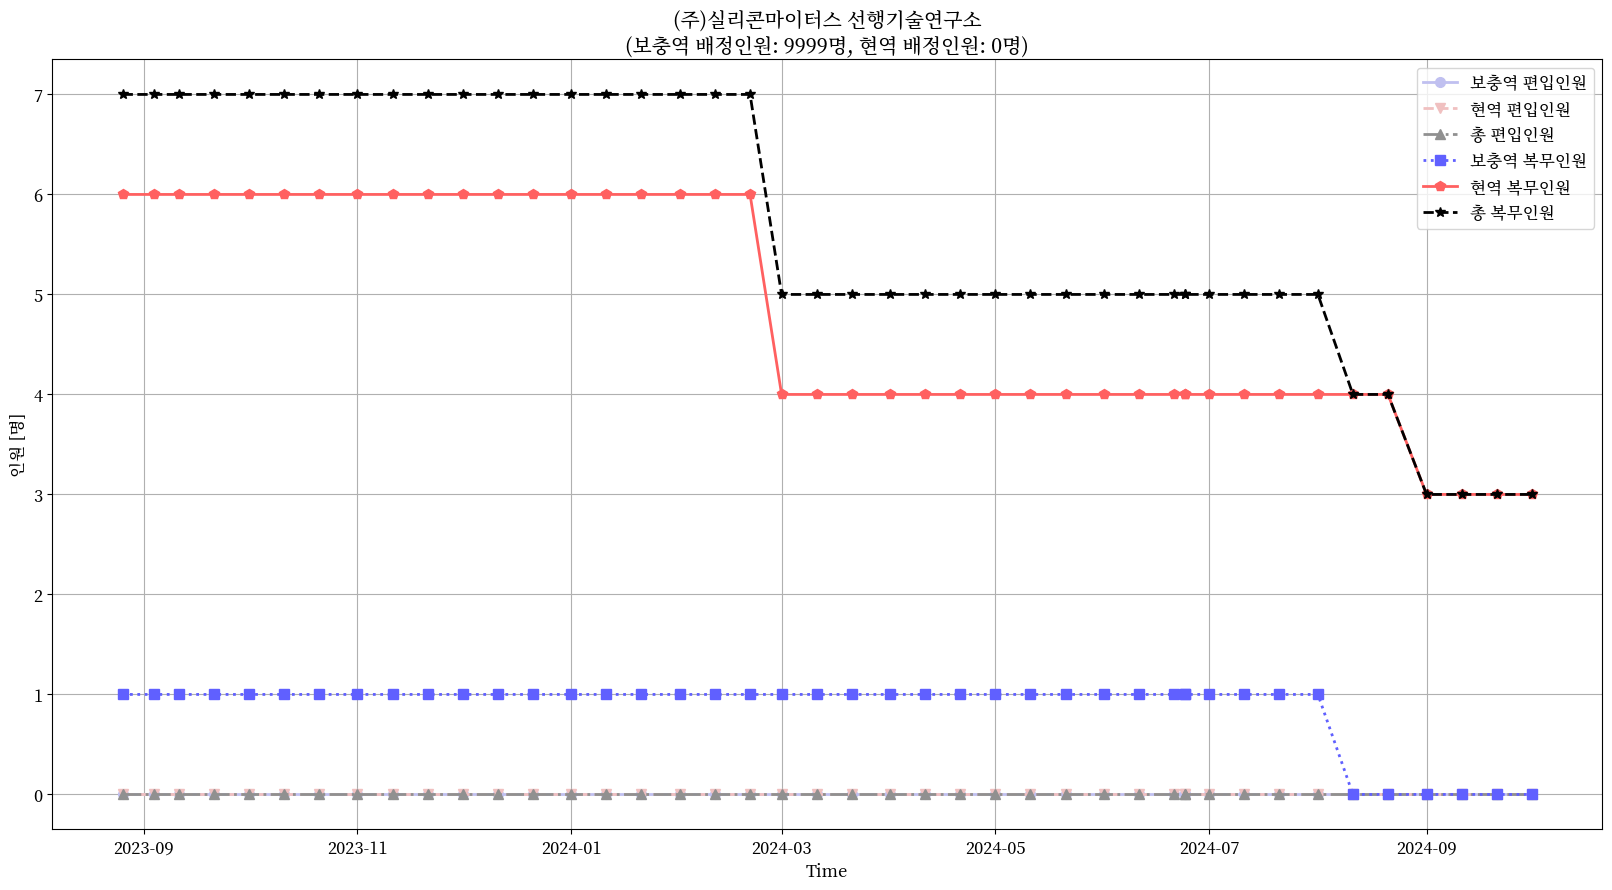 (주)실리콘마이터스 선행기술연구소
(보충역 배정인원: 9999명, 현역 배정인원: 0명)
보충역 편입인원
현역 편입인원
총 편입인원
보충역 복무인원
현역 복무인원
총 복무인원
인원 [명]
7
6
5
4
3
2
1
0
2023-09
2023-11
2024-01
2024-03
2024-05
2024-07
2024-09
Time